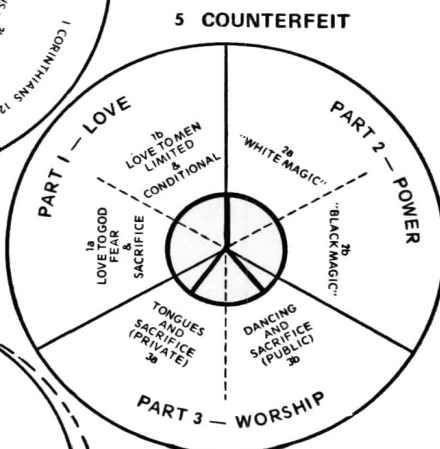 5 COUNTERFEIT
I CORINTHIANS 12
PART I — LOVE
1b
LOVE TO MEN
LIMITED
&
CONDITIONAL
1a
LOVE TO GOD
FEAR
&
SACRIFICE
PART 2 — POWER
2a
"WHITE MAGIC"
2b
"BLACK MAGIC"
TONGUES
AND
SACRIFICE
(PRIVATE)
3a
DANCING
AND
SACRIFICE
(PUBLIC)
3b
PART 3 — WORSHIP